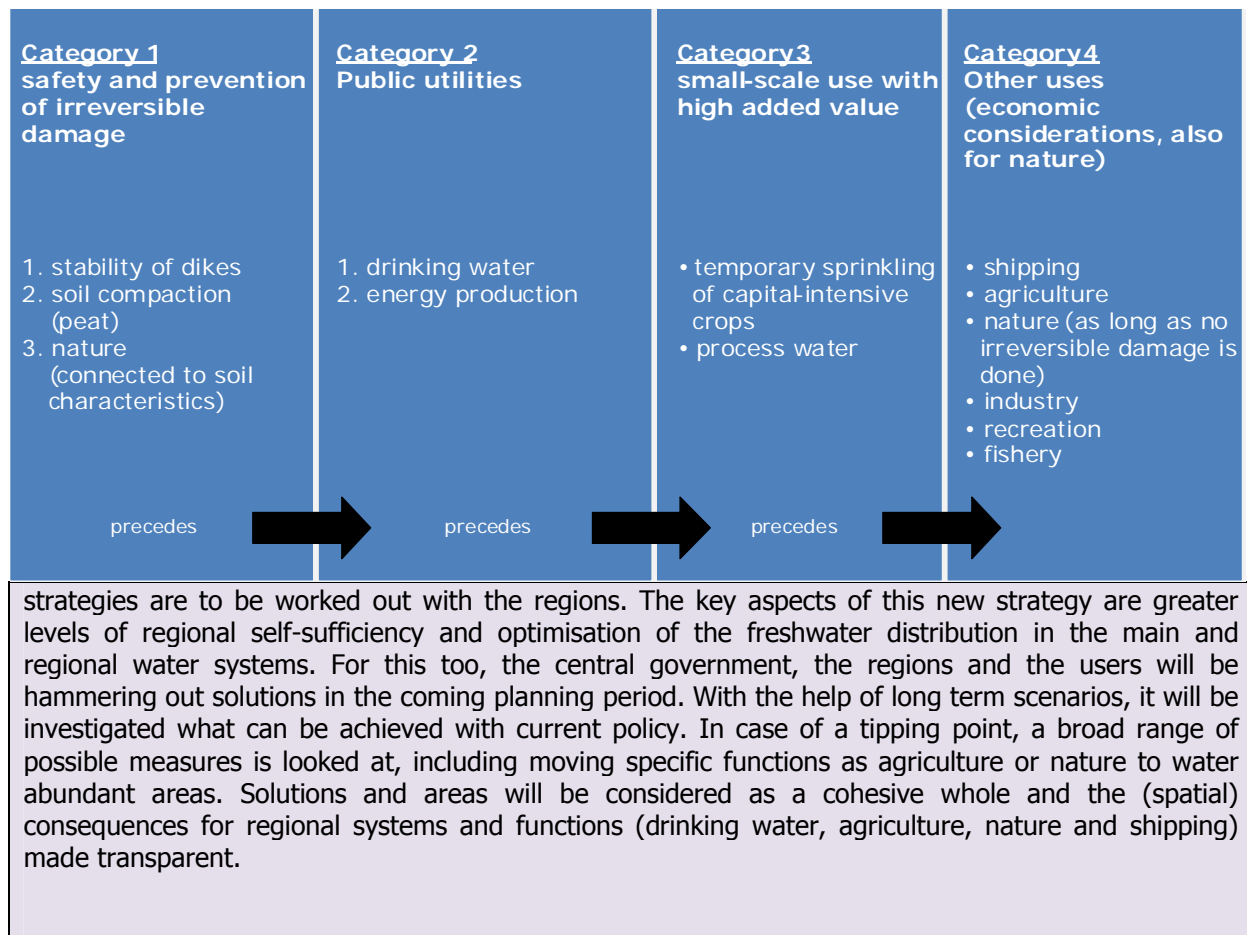 Category 1
safety and prevention
of irreversible
damage
1. stability of dikes
2. soil compaction
(peat)
3. nature
(connected to soil
characteristics)
precedes
Category 2
Public utilities
1. drinking water
2. energy production
precedes
Category3
small-scale use with
high added value
• temporary sprinkling
of capital-intensive
crops
• process water
precedes
Category4
Other uses
(economic
considerations, also
for nature)
• shipping
• agriculture
• nature (as long as no
irreversible damage is
done)
• industry
• recreation
• fishery
strategies are to be worked out with the regions. The key aspects of this new strategy are greater
levels of regional self-sufficiency and optimisation of the freshwater distribution in the main and
regional water systems. For this too, the central government, the regions and the users will be
hammering out solutions in the coming planning period. With the help of long term scenarios, it will be
investigated what can be achieved with current policy. In case of a tipping point, a broad range of
possible measures is looked at, including moving specific functions as agriculture or nature to water
abundant areas. Solutions and areas will be considered as a cohesive whole and the (spatial)
consequences for regional systems and functions (drinking water, agriculture, nature and shipping)
made transparent.